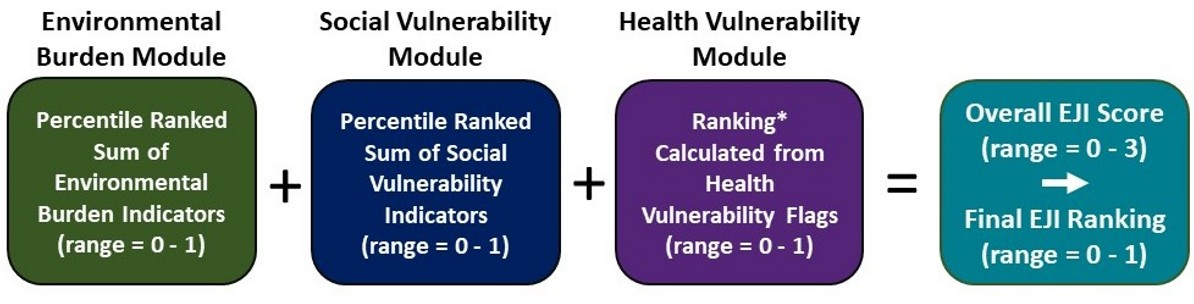 Environmental
Burden Module
Percentile Ranked
Sum of
Environmental
Burden Indicators
(range = 0 - 1)
+
Social Vulnerability
Module
Percentile Ranked
Sum of Social
Vulnerability
Indicators
(range = 0 - 1)
+
Health Vulnerability
Module
Ranking*
Calculated from
Health
Vulnerability Flags
(range = 0 - 1)
=
Overall EJI Score
(range = 0 - 3)
Final EJI Ranking
(range = 0 - 1)